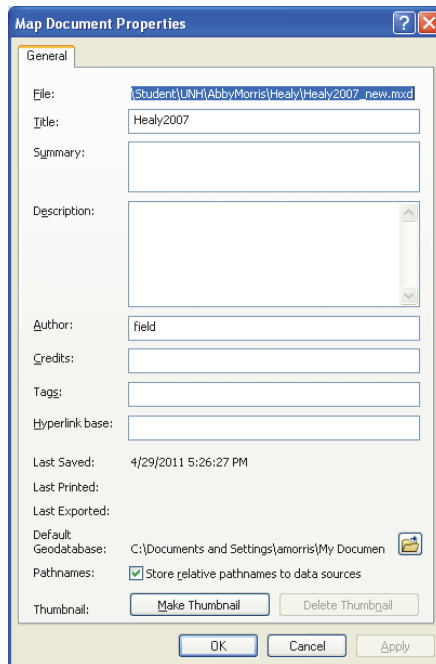 Map Document Properties
General
File: \Student\UNH\AbbyMorris\Healy\Healy2007_new.mxd
Title: Healy2007
Summary:
Description:
Author: field
Credits:
Tags:
Hyperlink base:
Last Saved: 4/29/2011 5:26:27 PM
Last Printed:
Last Exported:
Default
Geodatabase: C:\Documents and Settings\amorris\My Documen
Pathnames: Store relative pathnames to data sources
Thumbnail: Make Thumbnail Delete Thumbnail
OK Cancel Apply